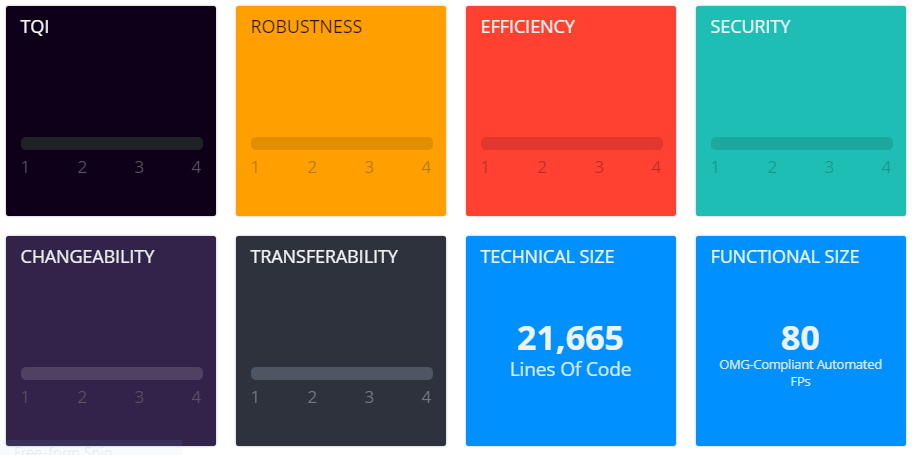 TQI
1 2 3 4
ROBUSTNESS
1 2 3 4
EFFICIENCY
1 2 3 4
SECURITY
1 2 3 4
CHANGEABILITY
1 2 3 4
TRANSFERABILITY
1 2 3 4
TECHNICAL SIZE
21,665
Lines Of Code
FUNCTIONAL SIZE
80
OMG-Compliant Automated
FPs
Free-form Snip